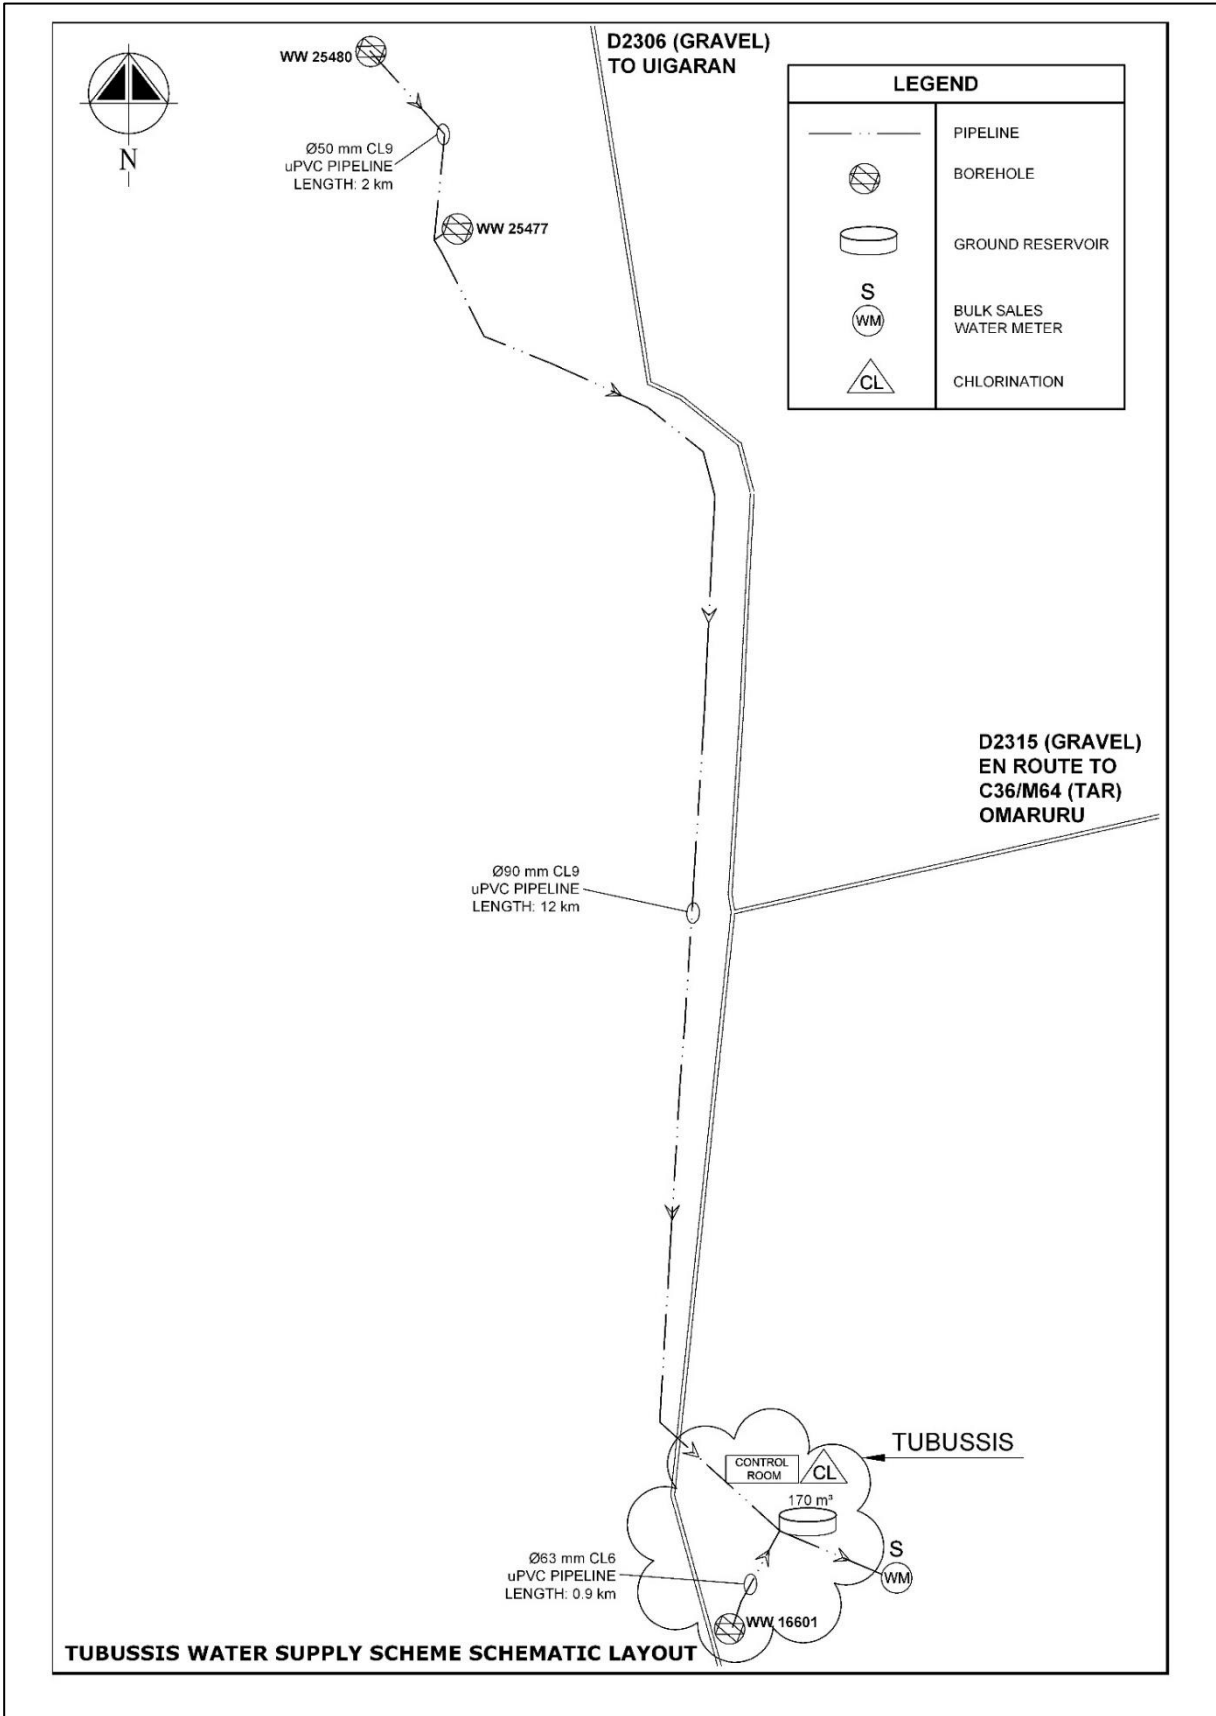 D2306 (GRAVEL)
TO UIGARAN
WW 25480
LEGEND
PIPELINE
BOREHOLE
GROUND RESERVOIR
S
WM
BULK SALES
WATER METER
CL
CHLORINATION
N
Ø50 mm CL9
uPVC PIPELINE
LENGTH: 2 km
WW 25477
D2315 (GRAVEL)
EN ROUTE TO
C36/M64 (TAR)
OMARURU
Ø90 mm CL9
uPVC PIPELINE
LENGTH: 12 km
TUBUSSIS
CONTROL
ROOM
CL
170 m³
S
WM
Ø63 mm CL6
uPVC PIPELINE
LENGTH: 0.9 km
WW 16601
TUBUSSIS WATER SUPPLY SCHEME SCHEMATIC LAYOUT